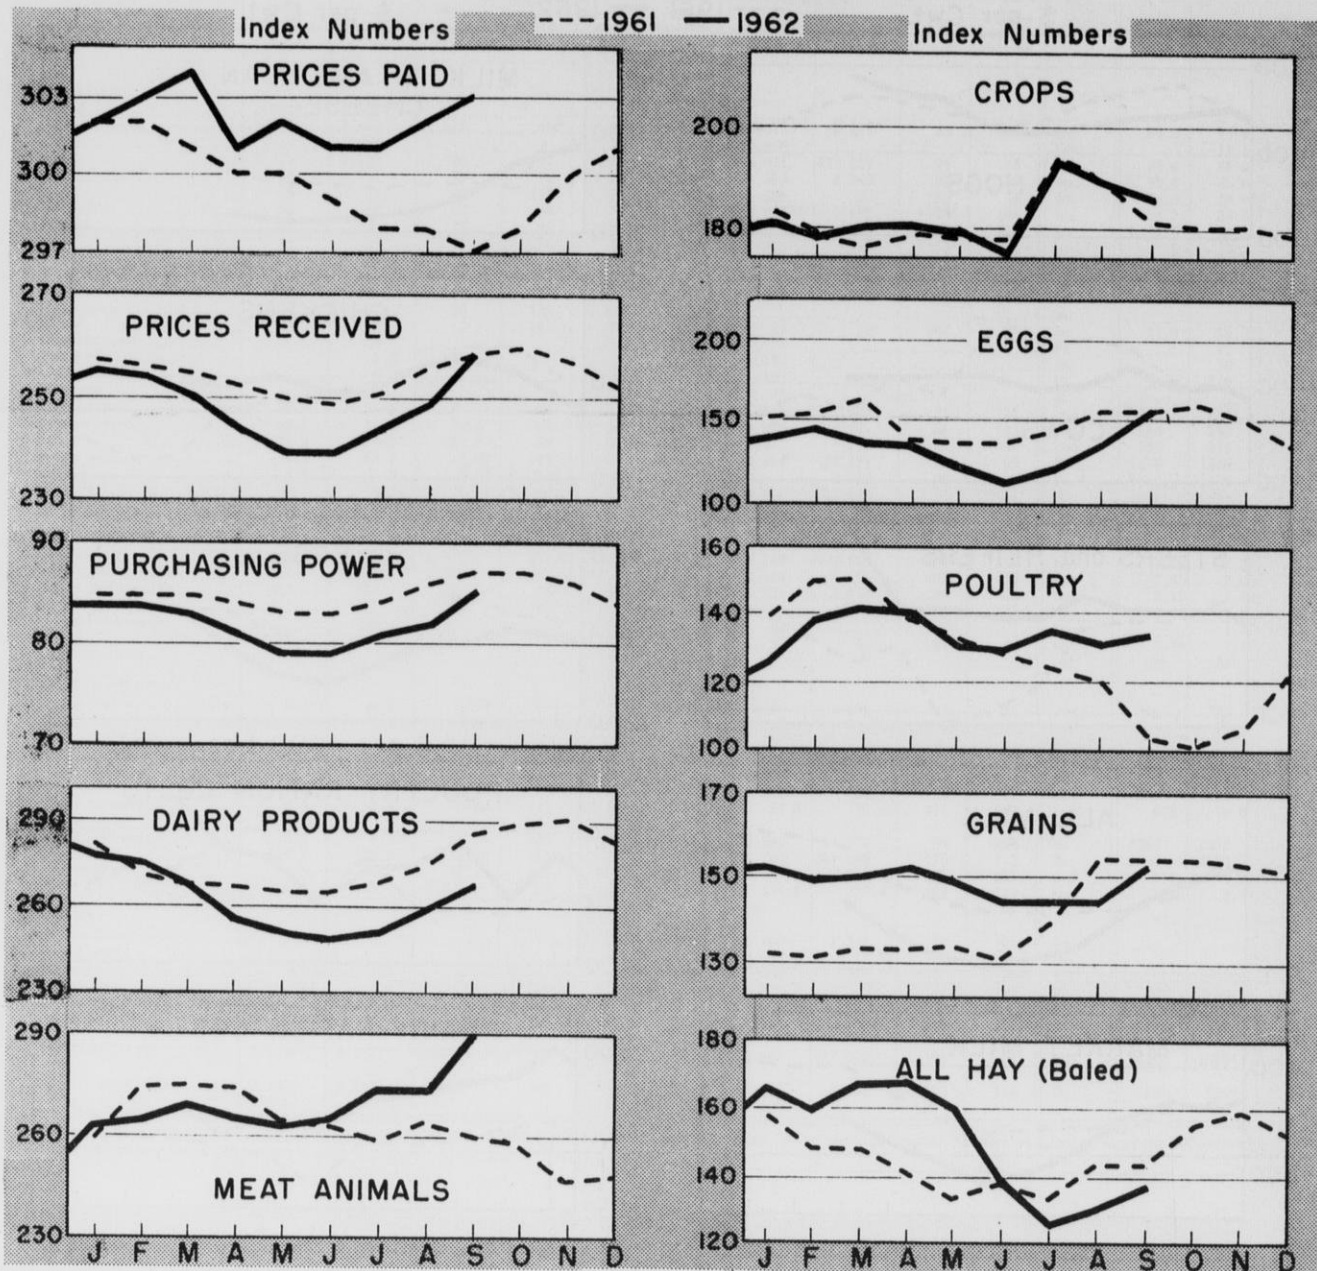 Index Numbers --- 1961 — 1962 Index Numbers
PRICES PAID
303
300
297
PRICES RECEIVED
270
250
230
PURCHASING POWER
90
80
70
DAIRY PRODUCTS
290
260
230
MEAT ANIMALS
290
260
230
J F M A M J J A S O N D
CROPS
200
180
EGGS
200
150
100
POULTRY
160
140
120
100
GRAINS
170
150
130
ALL HAY (Baled)
180
160
140
120
J F M A M J J A S O N D